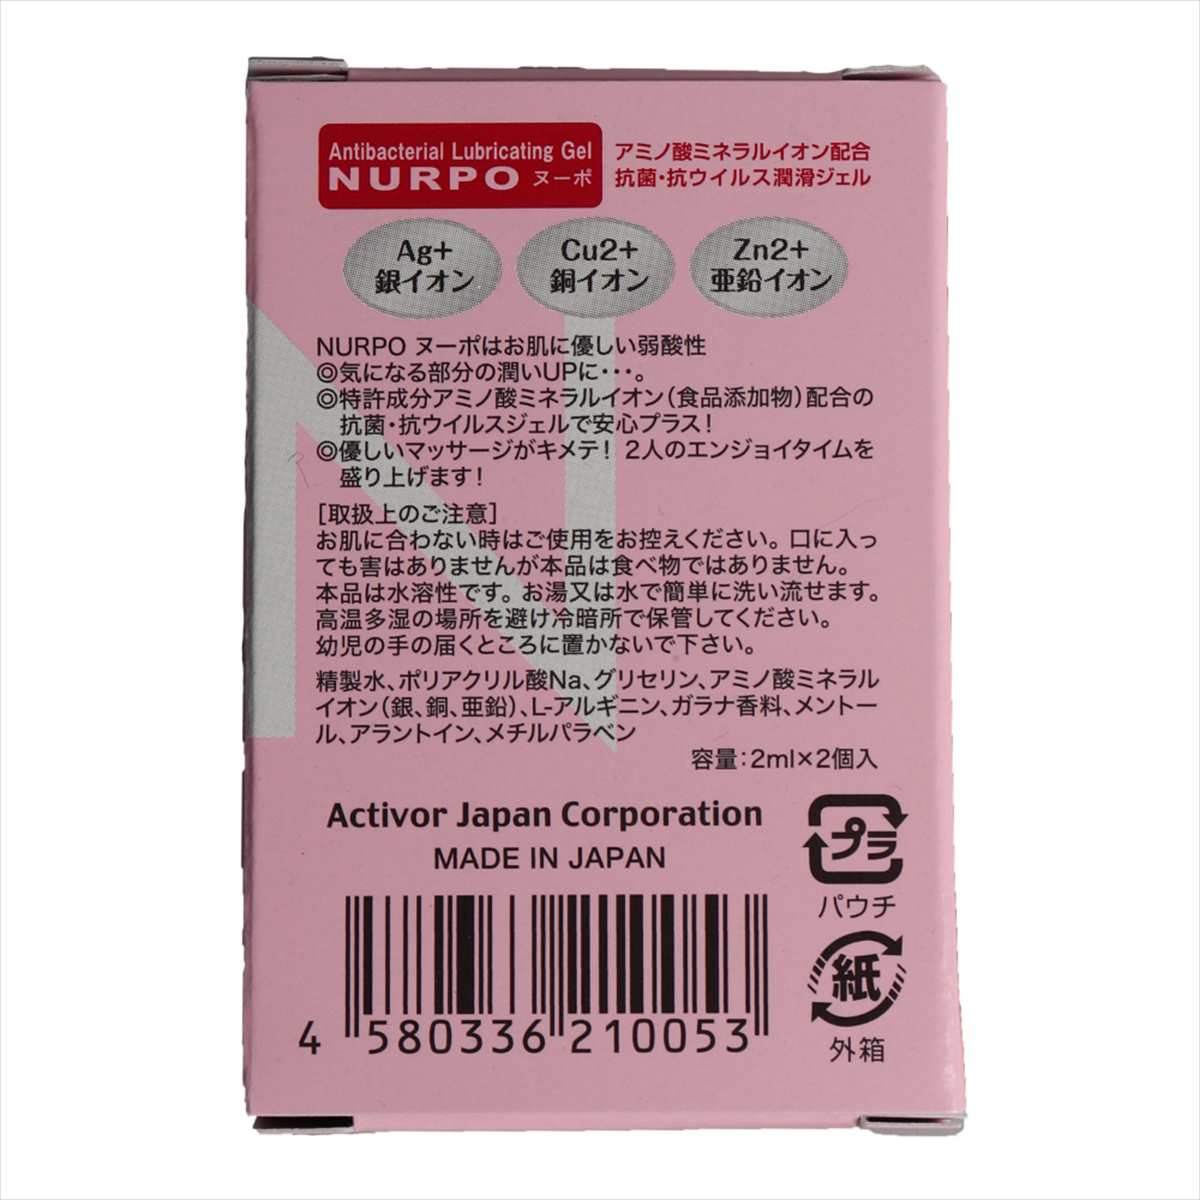 Antibacterial Lubricating Gel
NURPO ヌーポ
アミノ酸ミネラルイオン配合
抗菌・抗ウイルス潤滑ジェル
Ag+
銀イオン
Cu2+
銅イオン
Zn2+
亜鉛イオン
NURPO ヌーポはお肌に優しい弱酸性
◎気になる部分の潤いUPに・・・。
◎特許成分アミノ酸ミネラルイオン(食品添加物)配合の
抗菌・抗ウイルスジェルで安心プラス!
◎優しいマッサージがキメテ! 2人のエンジョイタイムを
盛り上げます!
[取扱上のご注意]
お肌に合わない時はご使用をお控えください。口に入っ
ても害はありませんが本品は食べ物ではありません。
本品は水溶性です。お湯又は水で簡単に洗い流せます。
高温多湿の場所を避け冷暗所で保管してください。
幼児の手の届くところに置かないで下さい。
精製水、ポリアクリル酸Na、グリセリン、アミノ酸ミネラル
イオン(銀、銅、亜鉛)、L-アルギニン、ガラナ香料、メントー
ル、アラントイン、メチルパラベン
容量:2ml×2個入
Activor Japan Corporation
MADE IN JAPAN
プラ
パウチ
紙
外箱
4 580336 210053